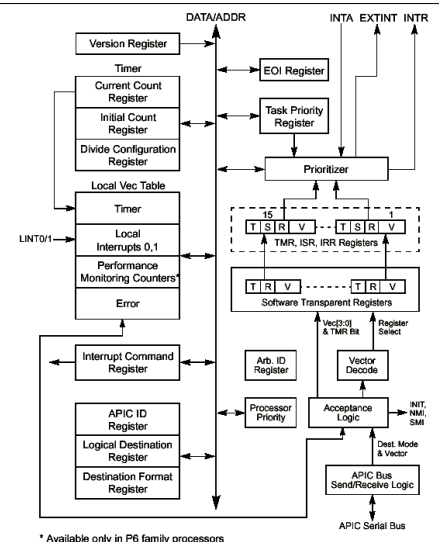 DATA/ADDR
INTA EXTINT INTR
Version Register
EOI Register
Timer
Current Count
Register
Initial Count
Register
Divide Configuration
Register
Task Priority
Register
Prioritizer
Local Vec Table
Timer
LINT0/1
Local
Interrupts 0,1
Performance
Monitoring Counters*
Error
15 1
T S R V T S R V
TMR, ISR, IRR Registers
T R V T R V
Software Transparent Registers
Vec[3:0]
& TMR Bit
Register
Select
Interrupt Command
Register
Arb. ID
Register
Vector
Decode
Processor
Priority
Acceptance
Logic
INIT,
NMI,
SMI
APIC ID
Register
Logical Destination
Register
Destination Format
Register
Dest. Mode
& Vector
APIC Bus
Send/Receive Logic
APIC Serial Bus
* Available only in P6 family processors